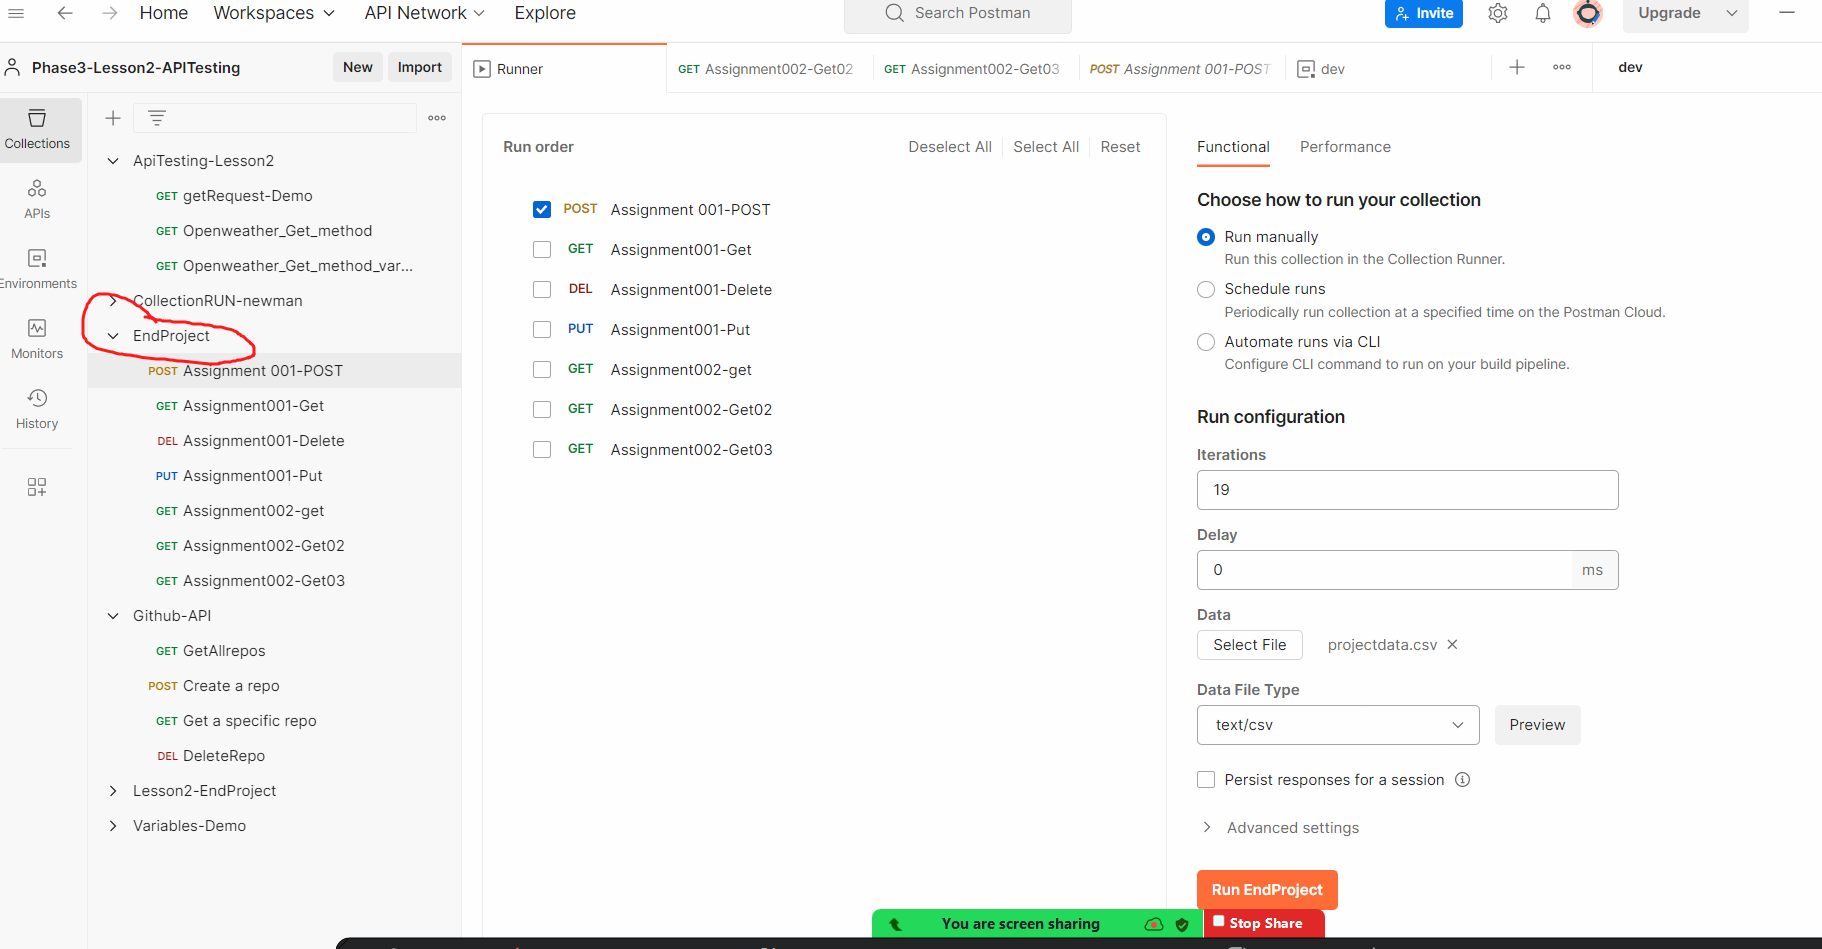 Home Workspaces API Network Explore Search Postman Invite Upgrade
Phase3-Lesson2-APITesting New Import
Runner GET Assignment002-Get02 GET Assignment002-Get03 POST Assignment 001-POST dev dev
Collections
APIs
Environments
Monitors
History
ApiTesting-Lesson2
GET getRequest-Demo
GET Openweather_Get_method
GET Openweather_Get_method_var...
CollectionRUN-newman
EndProject
POST Assignment 001-POST
GET Assignment001-Get
DEL Assignment001-Delete
PUT Assignment001-Put
GET Assignment002-get
GET Assignment002-Get02
GET Assignment002-Get03
Github-API
GET GetAllrepos
POST Create a repo
GET Get a specific repo
DEL DeleteRepo
Lesson2-EndProject
Variables-Demo
Run order Deselect All Select All Reset
POST Assignment 001-POST
GET Assignment001-Get
DEL Assignment001-Delete
PUT Assignment001-Put
GET Assignment002-get
GET Assignment002-Get02
GET Assignment002-Get03
Functional Performance
Choose how to run your collection
Run manually
Run this collection in the Collection Runner.
Schedule runs
Periodically run collection at a specified time on the Postman Cloud.
Automate runs via CLI
Configure CLI command to run on your build pipeline.
Run configuration
Iterations
19
Delay
0 ms
Data
Select File projectdata.csv
Data File Type
text/csv Preview
Persist responses for a session
Advanced settings
Run EndProject
You are screen sharing Stop Share